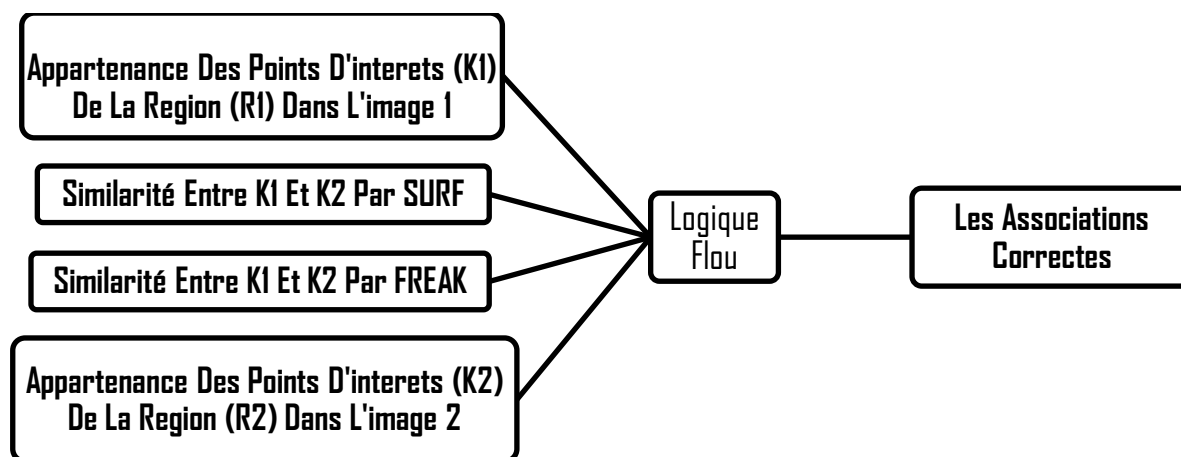 Appartenance Des Points D'interets (K1)
De La Region (R1) Dans L'image 1
Similarité Entre K1 Et K2 Par SURF
Similarité Entre K1 Et K2 Par FREAK
Appartenance Des Points D'interets (K2)
De La Region (R2) Dans L'image 2
Logique
Flou
Les Associations
Correctes